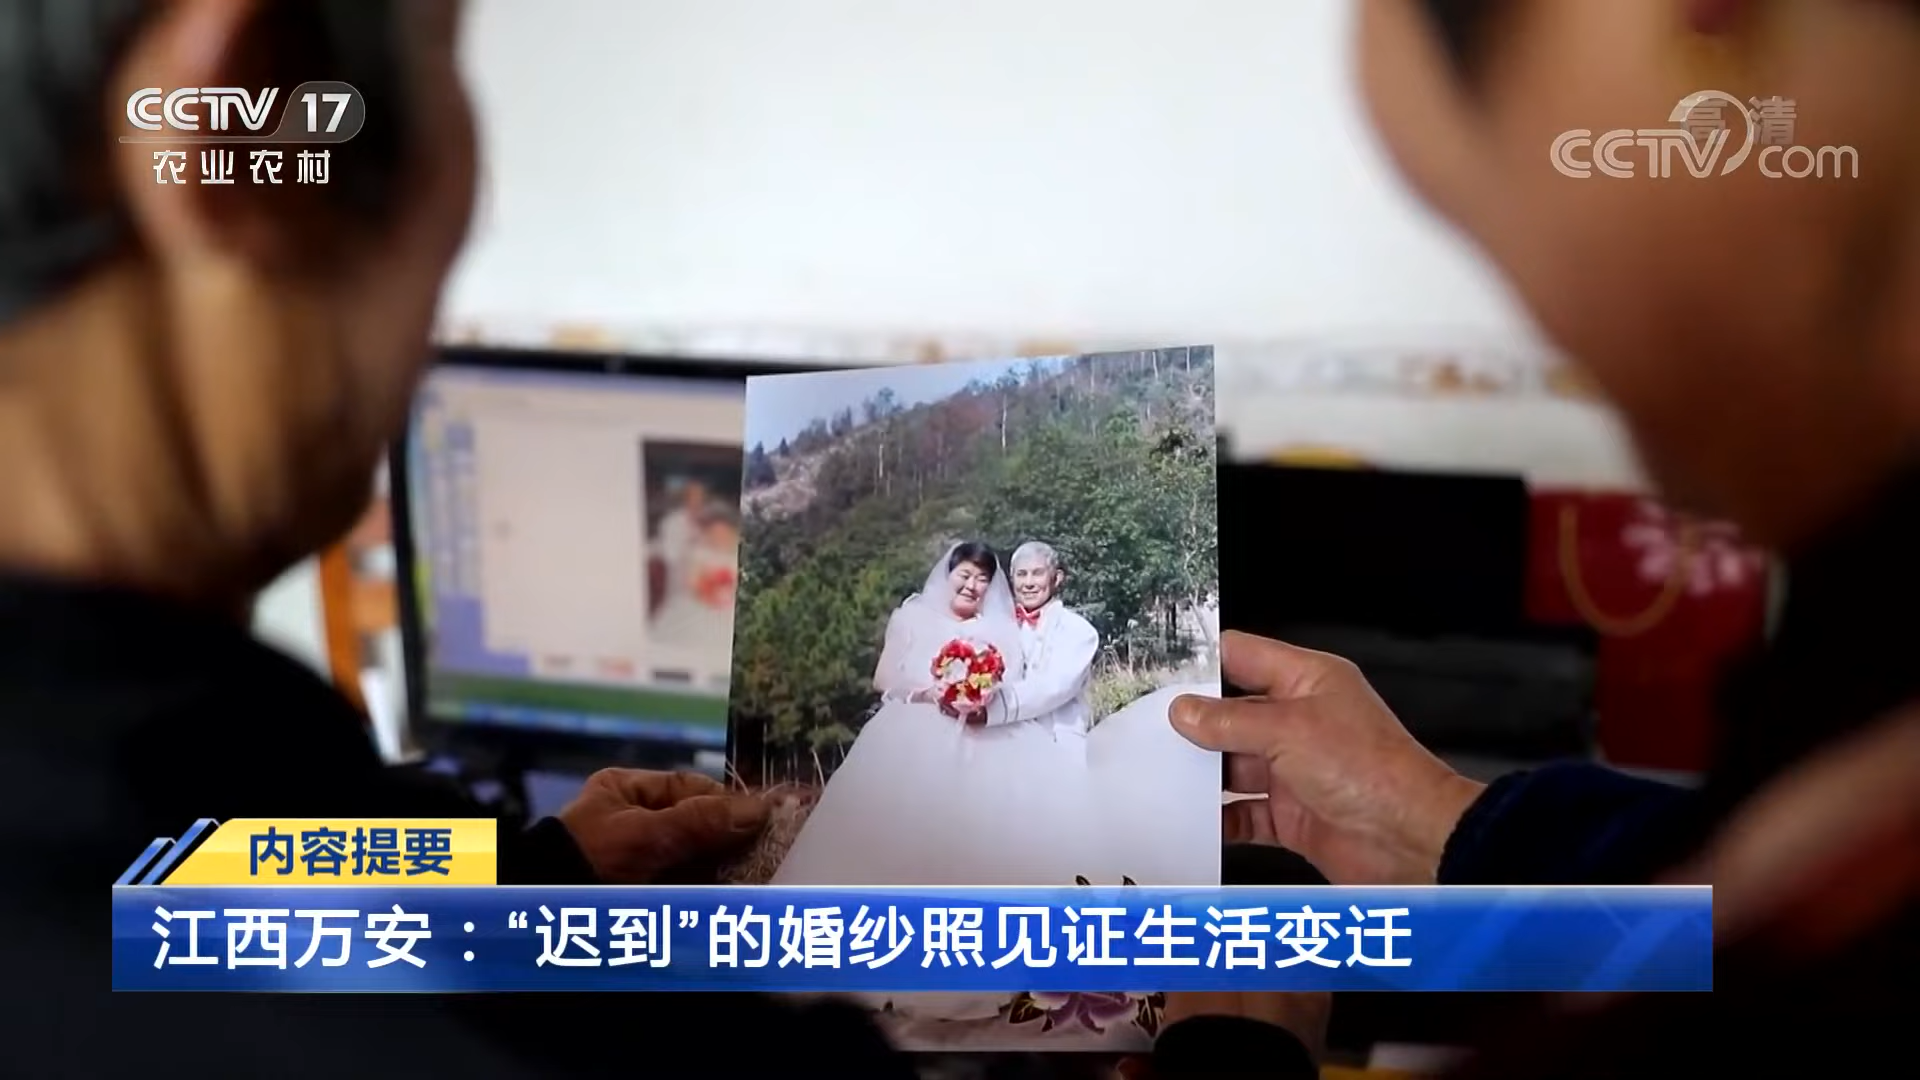 CCTV 17
农业农村
高清
CCTV com
内容提要
江西万安：“迟到”的婚纱照见证生活变迁